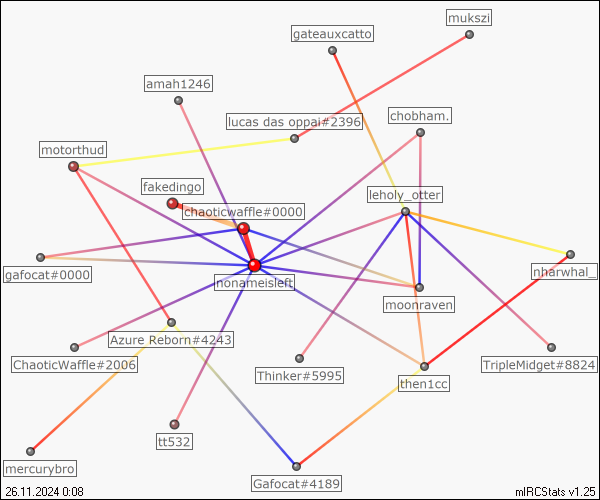 mukszi
gateauxcatto
amah1246
chobham.
lucas das oppai#2396
motorthud
fakedingo
leholy_otter
chaoticwaffle#0000
gafocat#0000
nharwhal_
nonameisleft
moonraven
Azure Reborn#4243
ChaoticWaffle#2006
TripleMidget#8824
Thinker#5995
then1cc
tt532
mercurybro
Gafocat#4189
26.11.2024 0:08
mIRCStats v1.25